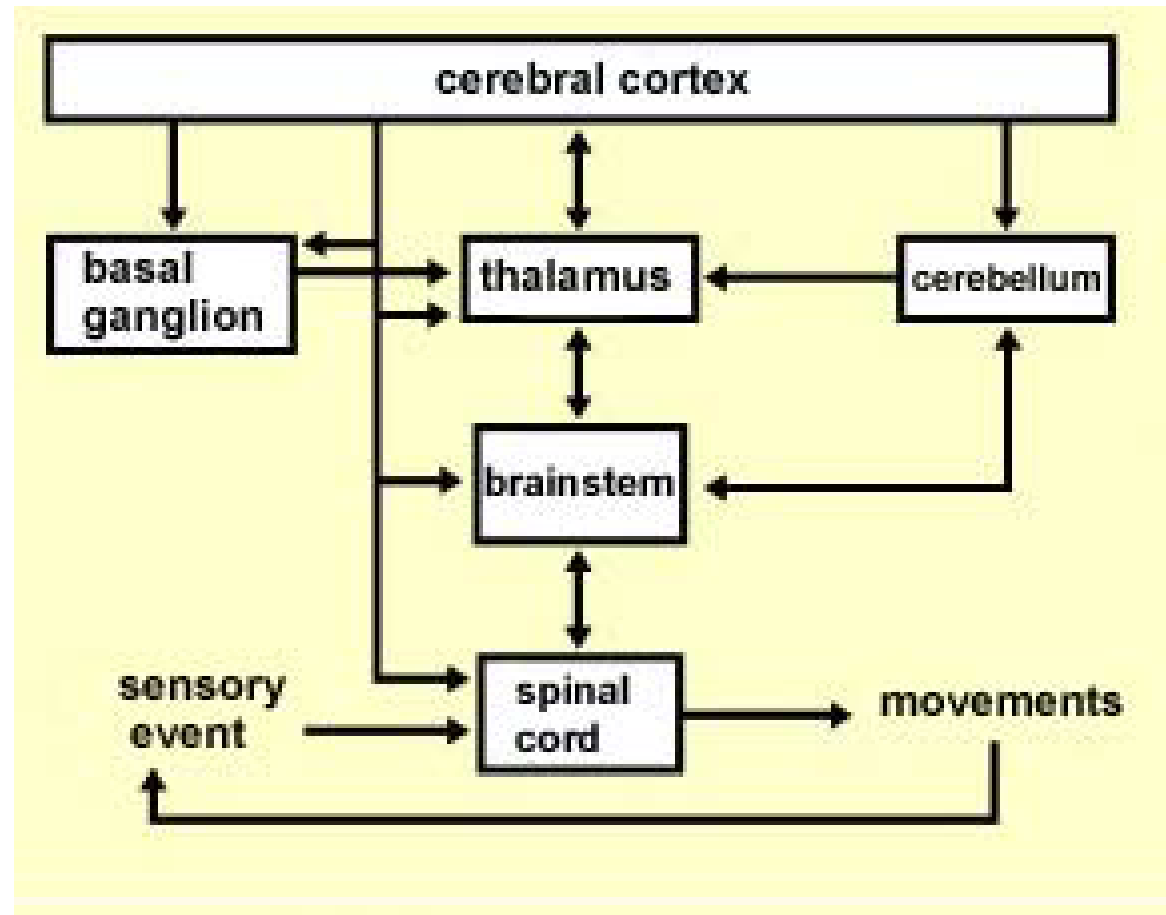 cerebral cortex
basal
ganglion
thalamus
cerebellum
brainstem
sensory
event
spinal
cord
movements